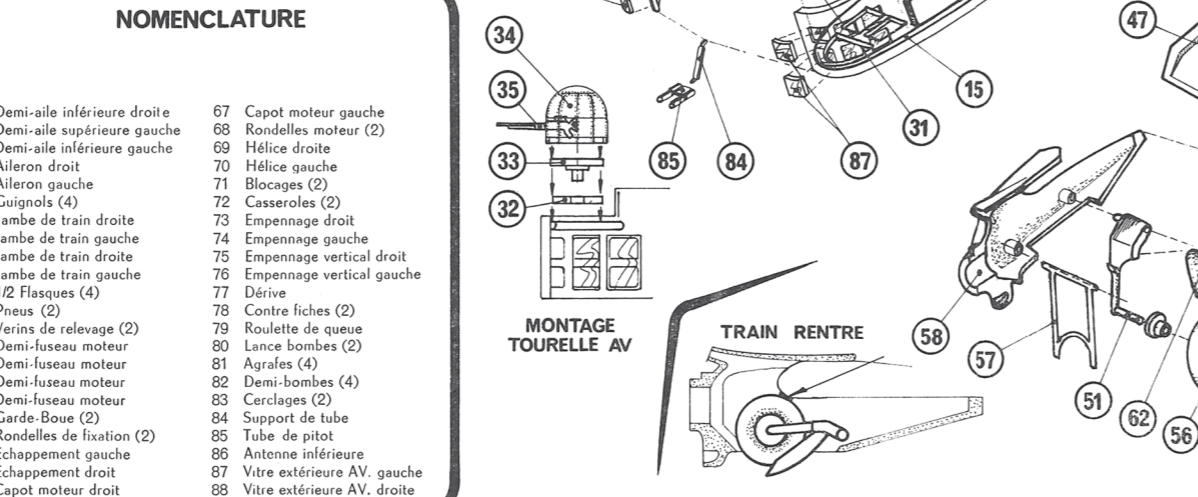 NOMENCLATURE
Demi-aile inférieure droite
Demi-aile supérieure gauche
Demi-aile inférieure gauche
Aileron droit
Aileron gauche
Guignols (4)
Jambe de train droite
Jambe de train gauche
Jambe de train droite
Jambe de train gauche
1/2 Flasques (4)
Pneus (2)
Verins de relevage (2)
Demi-fuseau moteur
Demi-fuseau moteur
Demi-fuseau moteur
Garde-Boue (2)
Rondelles de fixation (2)
Echappement gauche
Echappement droit
Capot moteur droit
67 Capot moteur gauche
68 Rondelles moteur (2)
69 Hélice droite
70 Hélice gauche
71 Blocages (2)
72 Casseroles (2)
73 Empennage droit
74 Empennage gauche
75 Empennage vertical droit
76 Empennage vertical gauche
77 Dérive
78 Contre fiches (2)
79 Roulette de queue
80 Lance bombes (2)
81 Agrafes (4)
82 Demi-bombes (4)
83 Cerclages (2)
84 Support de tube
85 Tube de pitot
86 Antenne inférieure
87 Vitre extérieure AV. gauche
88 Vitre extérieure AV. droite
34
35
33
32
MONTAGE
TOURELLE AV
85
84
87
31
15
47
TRAIN RENTRE
58
57
51
62
56